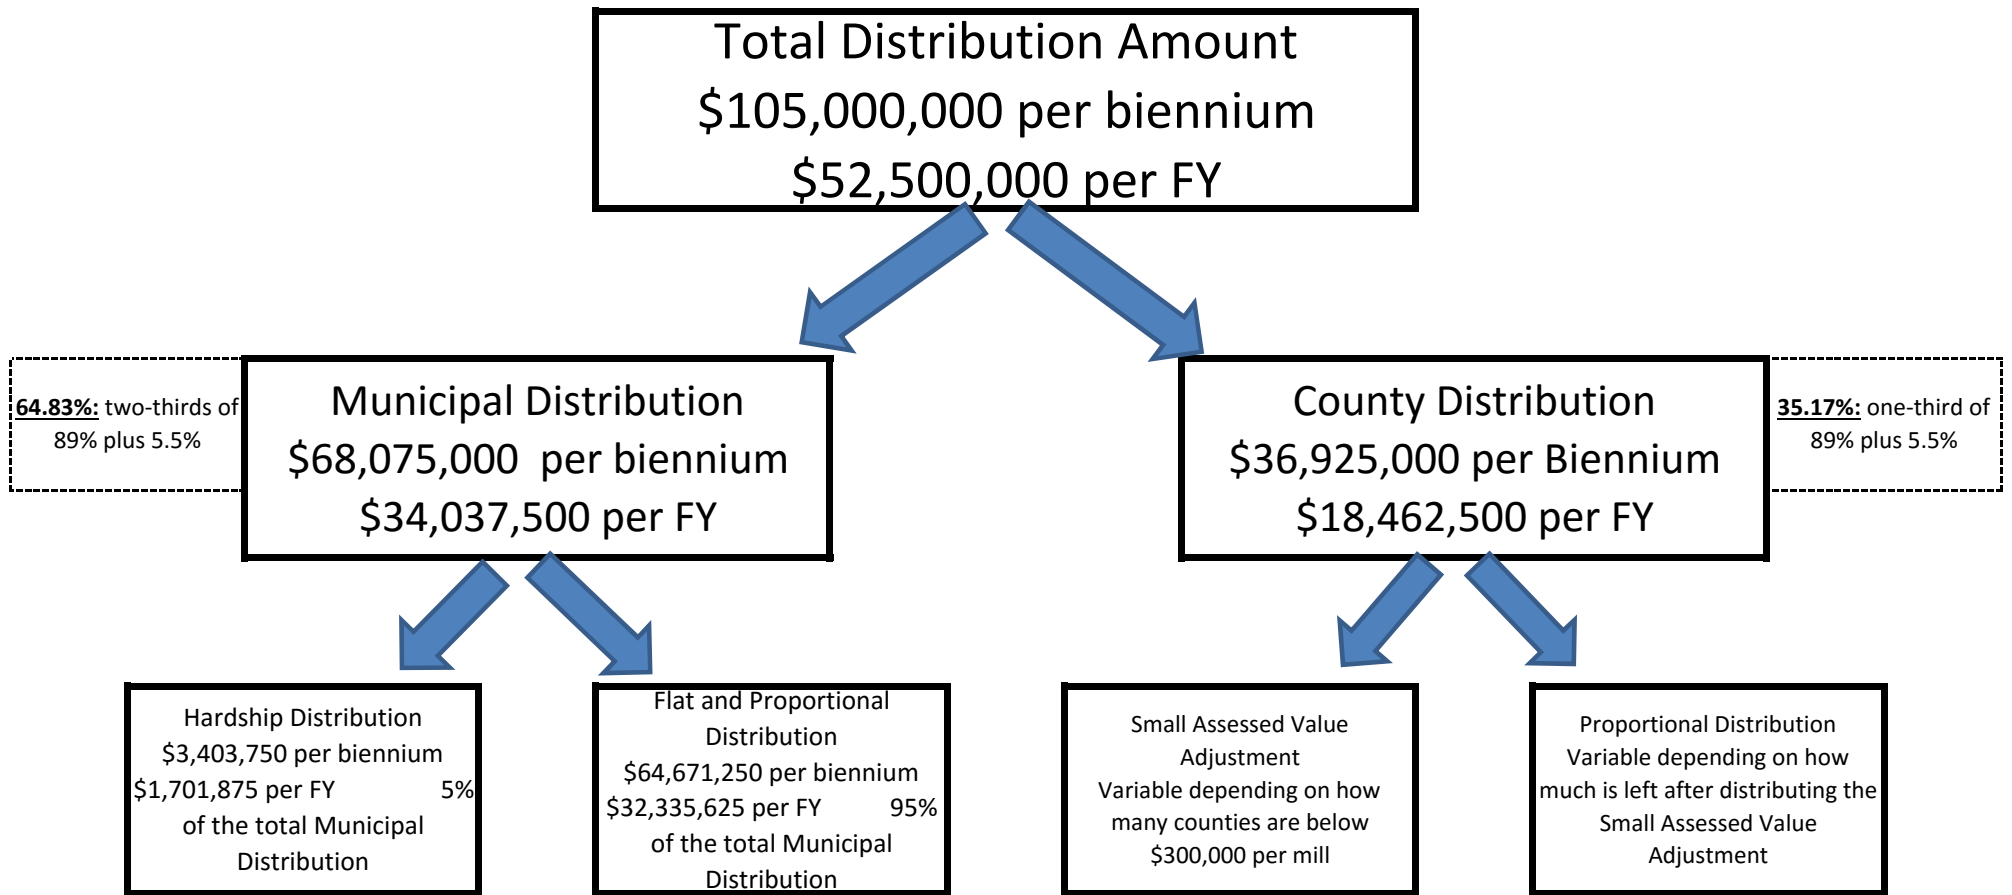 Total Distribution Amount
$105,000,000 per biennium
$52,500,000 per FY
64.83%: two-thirds of
89% plus 5.5%
Municipal Distribution
$68,075,000 per biennium
$34,037,500 per FY
County Distribution
$36,925,000 per Biennium
$18,462,500 per FY
35.17%: one-third of
89% plus 5.5%
Hardship Distribution
$3,403,750 per biennium
$1,701,875 per FY 5%
of the total Municipal
Distribution
Flat and Proportional
Distribution
$64,671,250 per biennium
$32,335,625 per FY 95%
of the total Municipal
Distribution
Small Assessed Value
Adjustment
Variable depending on how
many counties are below
$300,000 per mill
Proportional Distribution
Variable depending on how
much is left after distributing the
Small Assessed Value
Adjustment